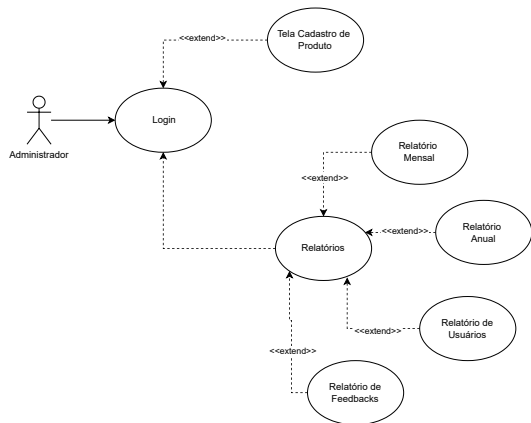 Tela Cadastro de
Produto
<<extend>>
Login
Administrador
Relatório
Mensal
<<extend>>
Relatório
Anual
<<extend>>
Relatórios
Relatório de
Usuários
<<extend>>
<<extend>>
Relatório de
Feedbacks